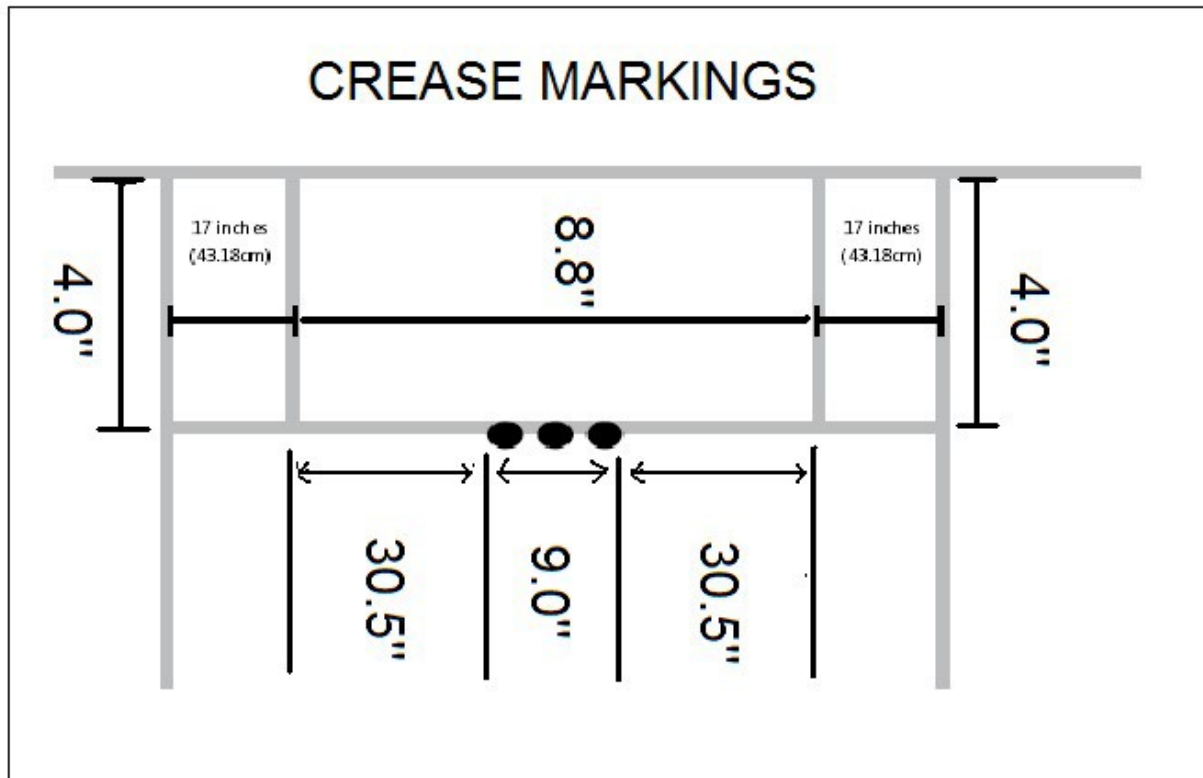 CREASE MARKINGS
17 inches
(43.18cm)
8.8"
17 inches
(43.18cm)
4.0"
4.0"
30.5"
9.0"
30.5"